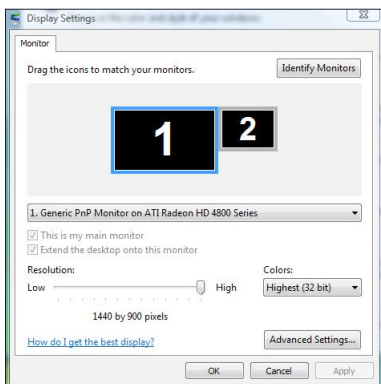 Display Settings
Monitor
Drag the icons to match your monitors.
Identify Monitors
1
2
1. Generic PnP Monitor on ATI Radeon HD 4800 Series
This is my main monitor
Extend the desktop onto this monitor
Resolution:
Colors:
Low
High
Highest (32 bit)
1440 by 900 pixels
How do I get the best display?
Advanced Settings...
OK
Cancel
Apply